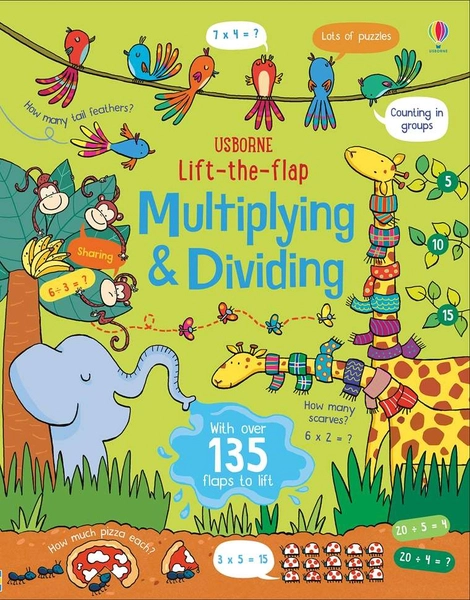 7 x 4 = ?
Lots of puzzles
USBORNE
How many tail feathers?
Counting in
groups
USBORNE
Lift-the-flap
Multiplying
& Dividing
5
Sharing
10
6÷3 = ?
15
How many
scarves?
6 x 2 = ?
With over
135
flaps to lift
How much pizza each?
3 x 5 = 15
20 ÷ 5 = 4
20 ÷ 4 = ?